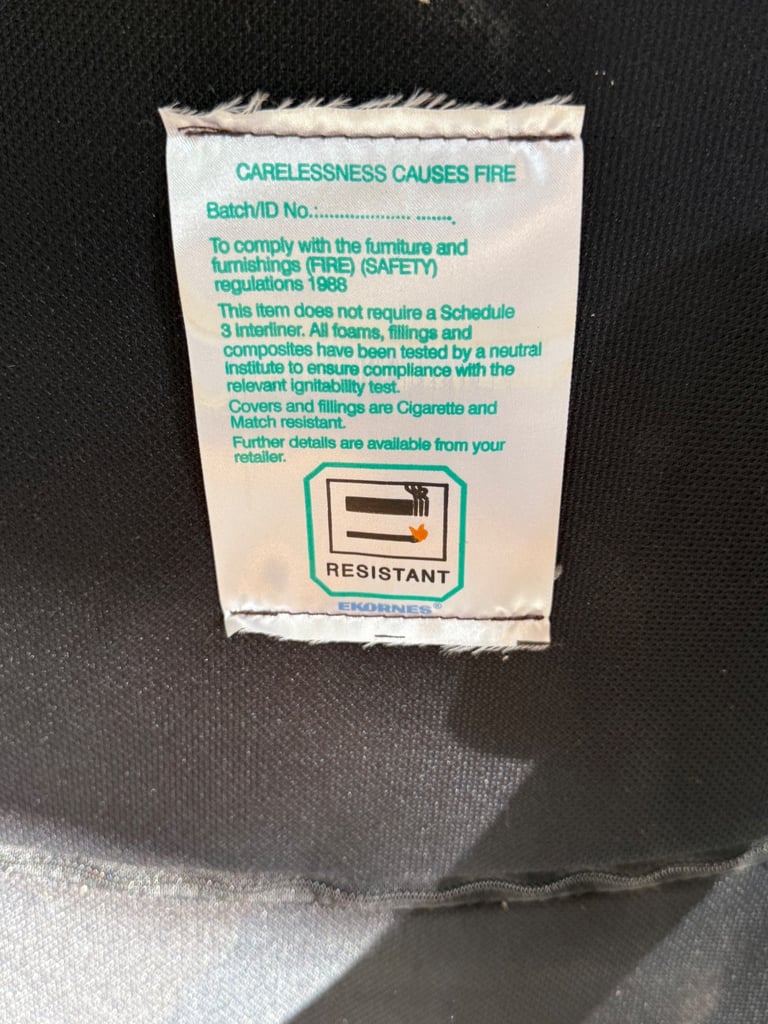 CARELESSNESS CAUSES FIRE
Batch/ID No.:..................... ........
To comply with the furniture and
furnishings (FIRE) (SAFETY)
regulations 1988
This item does not require a Schedule
3 interliner. All foams, fillings and
composites have been tested by a neutral
institute to ensure compliance with the
relevant ignitability test.
Covers and fillings are Cigarette and
Match resistant.
Further details are available from your
retailer.
RESISTANT
EKORNES®